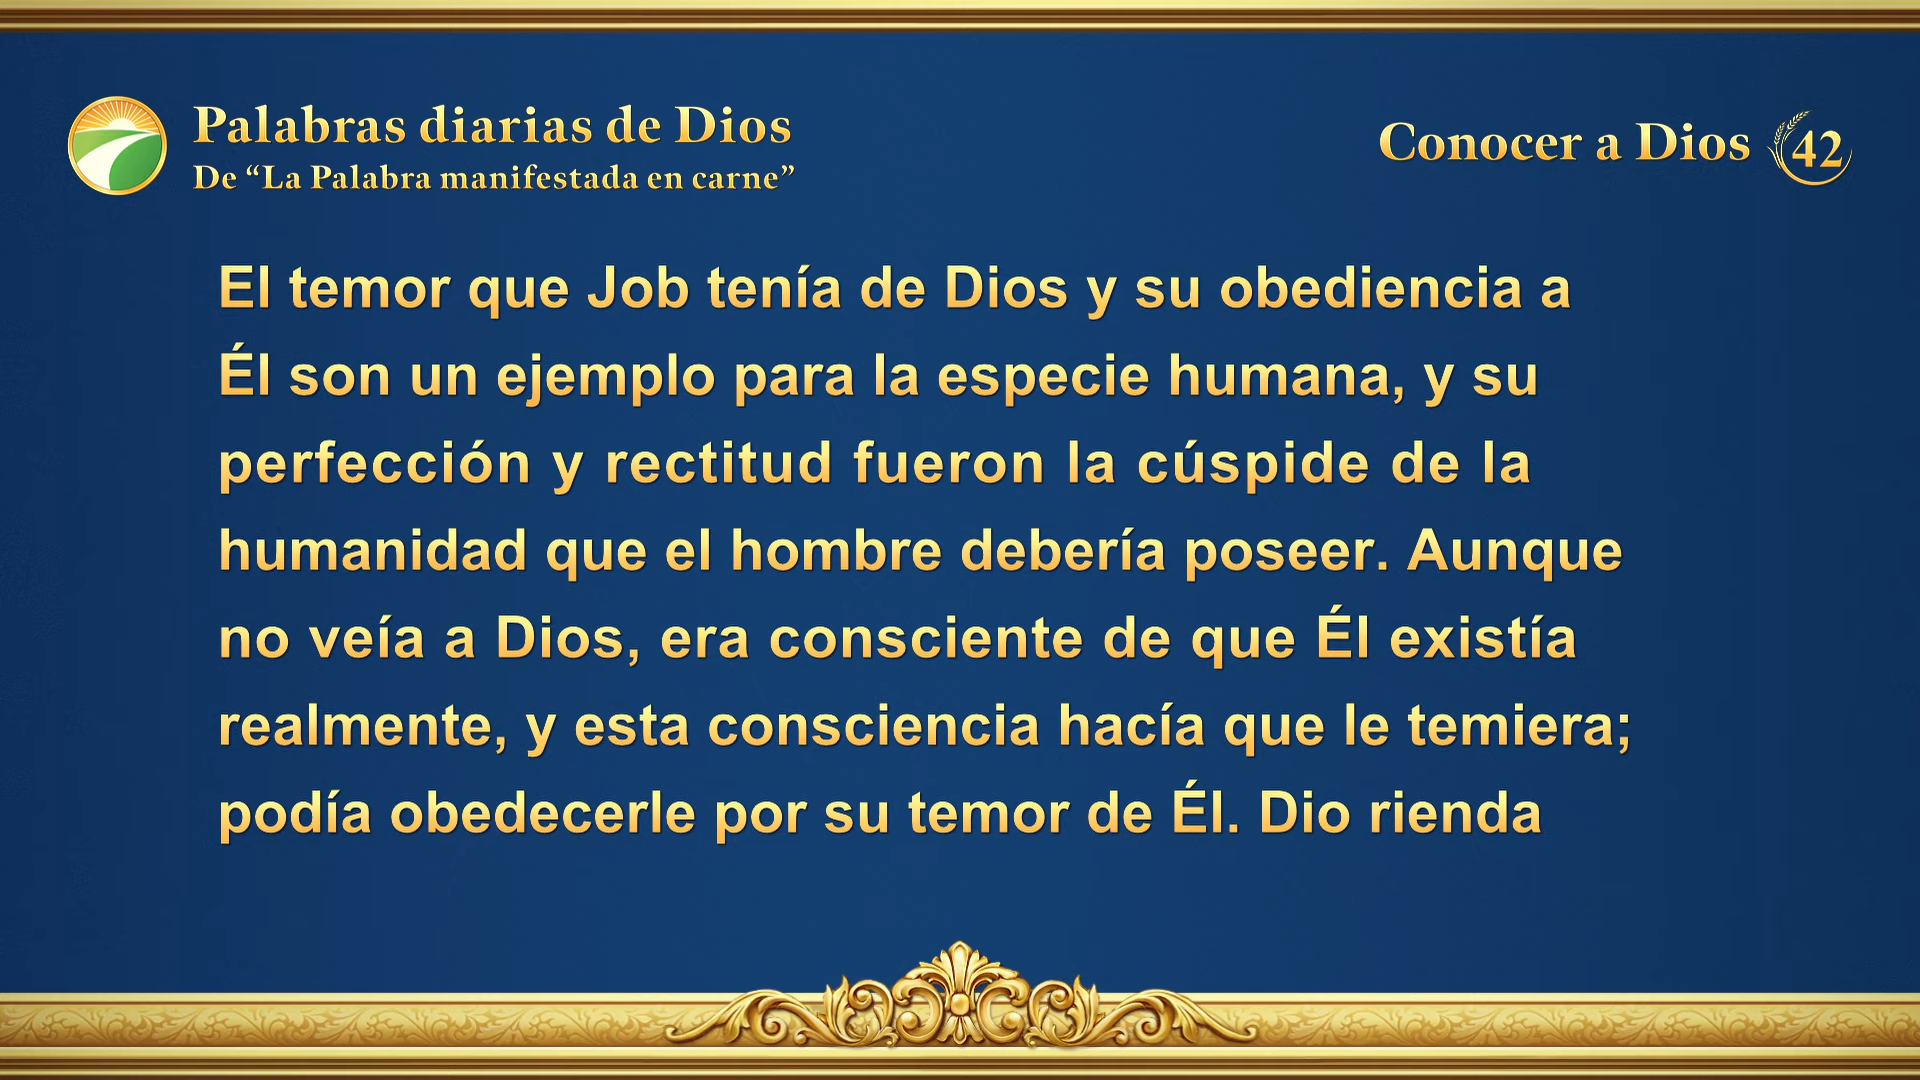 Palabras diarias de Dios
De “La Palabra manifestada en carne”
Conocer a Dios 42
El temor que Job tenía de Dios y su obediencia a
Él son un ejemplo para la especie humana, y su
perfección y rectitud fueron la cúspide de la
humanidad que el hombre debería poseer. Aunque
no veía a Dios, era consciente de que Él existía
realmente, y esta consciencia hacía que le temiera;
podía obedecerle por su temor de Él. Dio rienda